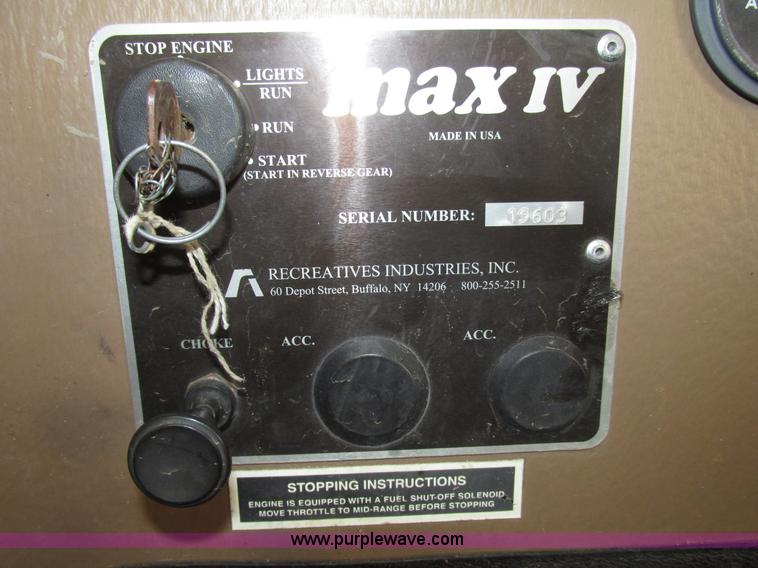 STOP ENGINE
LIGHTS
RUN
RUN
START
(START IN REVERSE GEAR)
max IV
MADE IN USA
SERIAL NUMBER: 19603
RECREATIVES INDUSTRIES, INC.
60 Depot Street, Buffalo, NY 14206 800-255-2511
CHOKE
ACC.
ACC.
STOPPING INSTRUCTIONS
ENGINE IS EQUIPPED WITH A FUEL SHUT-OFF SOLENOID
MOVE THROTTLE TO MID-RANGE BEFORE STOPPING
www.purplewave.com